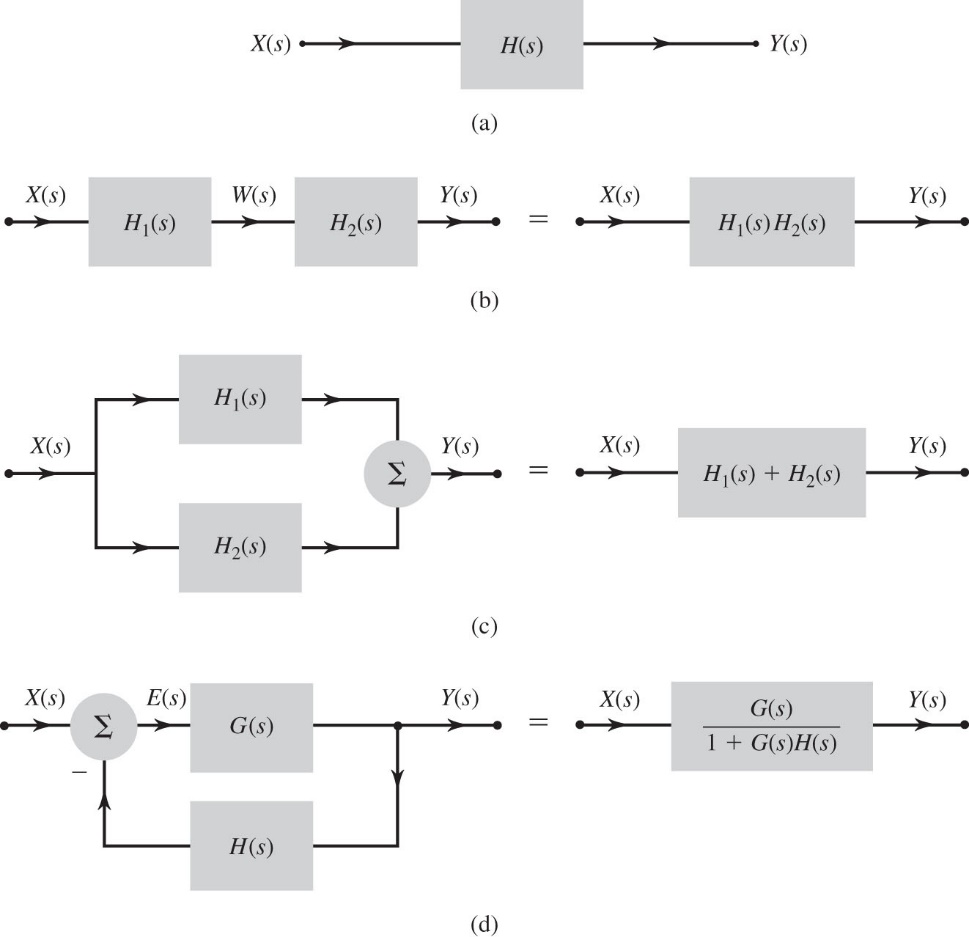 X(s) H(s) Y(s)
(a)
X(s) H₁(s) W(s) H₂(s) Y(s) = X(s) H₁(s)H₂(s) Y(s)
(b)
H₁(s)
X(s) Σ Y(s) = X(s) H₁(s) + H₂(s) Y(s)
H₂(s)
(c)
X(s) Σ E(s) G(s) Y(s) = X(s) G(s) Y(s)
1 + G(s)H(s)
−
H(s)
(d)